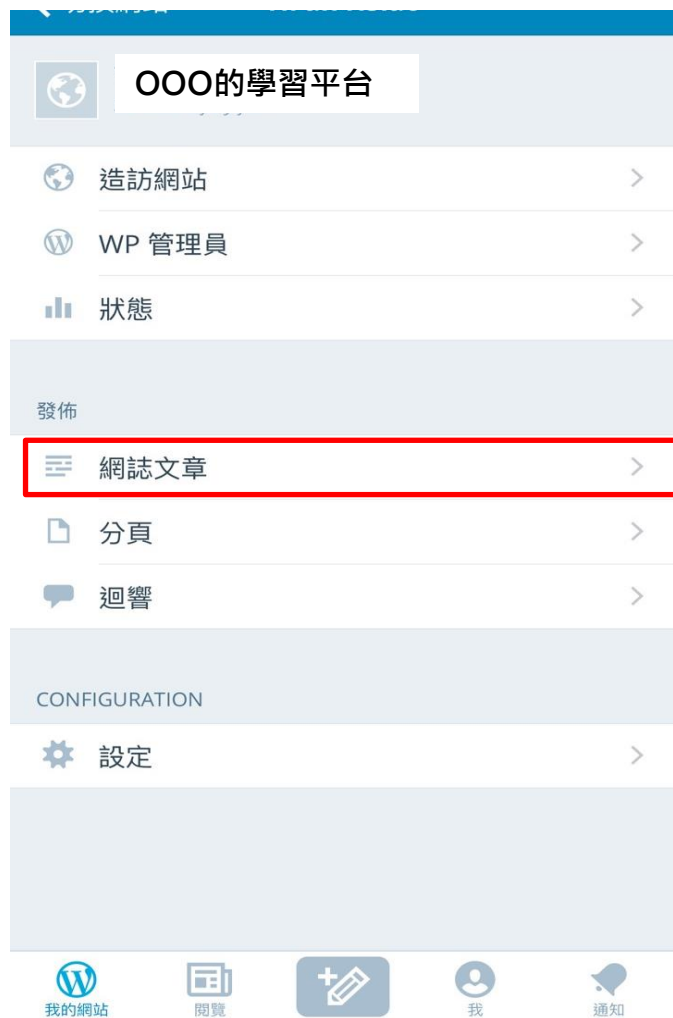 OOO的學習平台
造訪網站
WP 管理員
狀態
發佈
網誌文章
分頁
迴響
CONFIGURATION
設定
我的網站
閱覽
我
通知